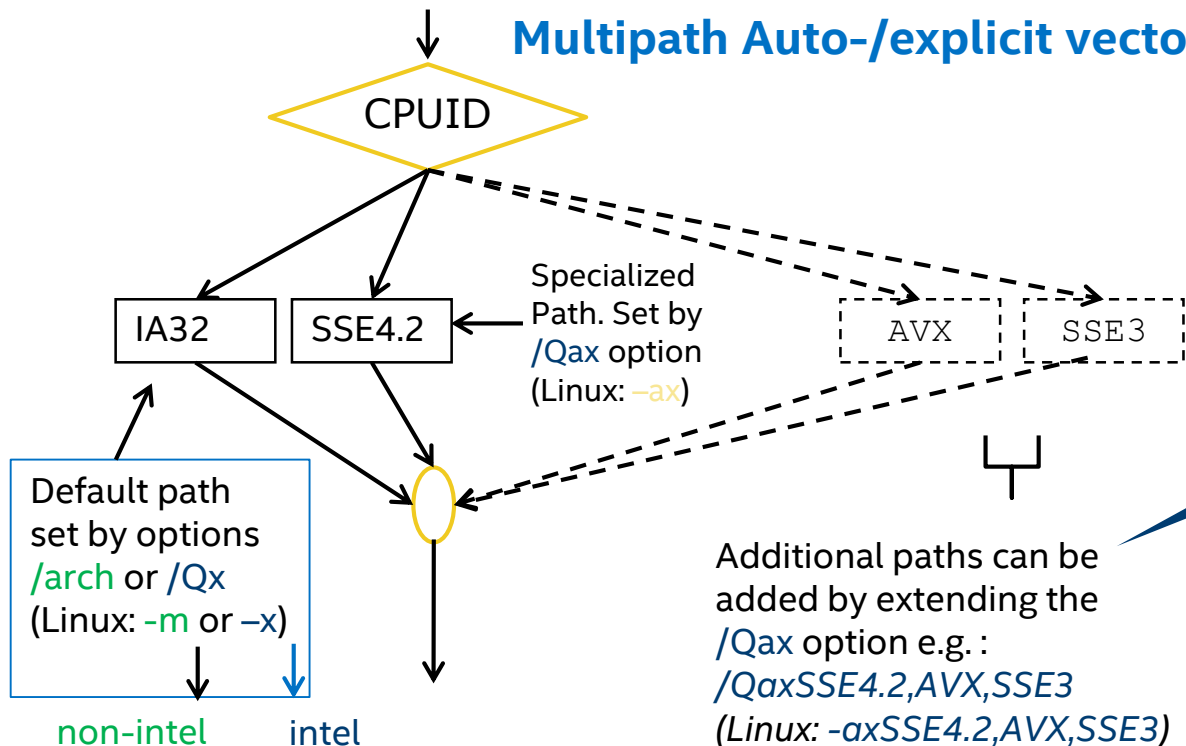 Multipath Auto-/explicit vecto
CPUID
IA32
SSE4.2
Specialized
Path. Set by
/Qax option
(Linux: –ax)
AVX
SSE3
Default path
set by options
/arch or /Qx
(Linux: -m or –x)
non-intel
intel
Additional paths can be
added by extending the
/Qax option e.g. :
/QaxSSE4.2,AVX,SSE3
(Linux: -axSSE4.2,AVX,SSE3)